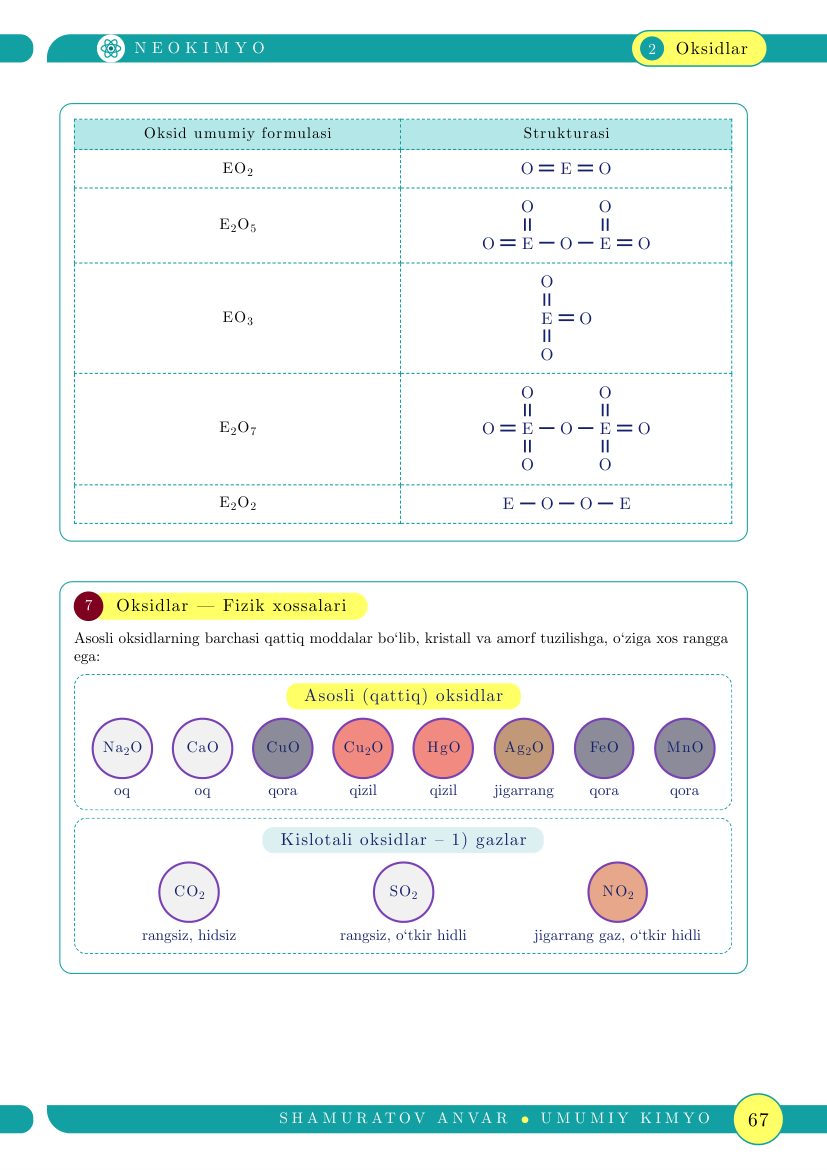 NEOKIMYO
2 Oksidlar
Oksid umumiy formulasi Strukturasi
EO₂ O = E = O
E₂O₅
O O
|| ||
O = E — O — E = O
EO₃
O
||
E = O
||
O
E₂O₇
O O
|| ||
O = E — O — E = O
|| ||
O O
E₂O₂ E — O — O — E
7 Oksidlar — Fizik xossalari
Asosli oksidlarning barchasi qattiq moddalar bo‘lib, kristall va amorf tuzilishga, o‘ziga xos rangga
ega:
Asosli (qattiq) oksidlar
Na₂O CaO CuO Cu₂O HgO Ag₂O FeO MnO
oq oq qora qizil qizil jigarrang qora qora
Kislotali oksidlar – 1) gazlar
CO₂ SO₂ NO₂
rangsiz, hidsiz rangsiz, o‘tkir hidli jigarrang gaz, o‘tkir hidli
SHAMURATOV ANVAR • UMUMIY KIMYO 67